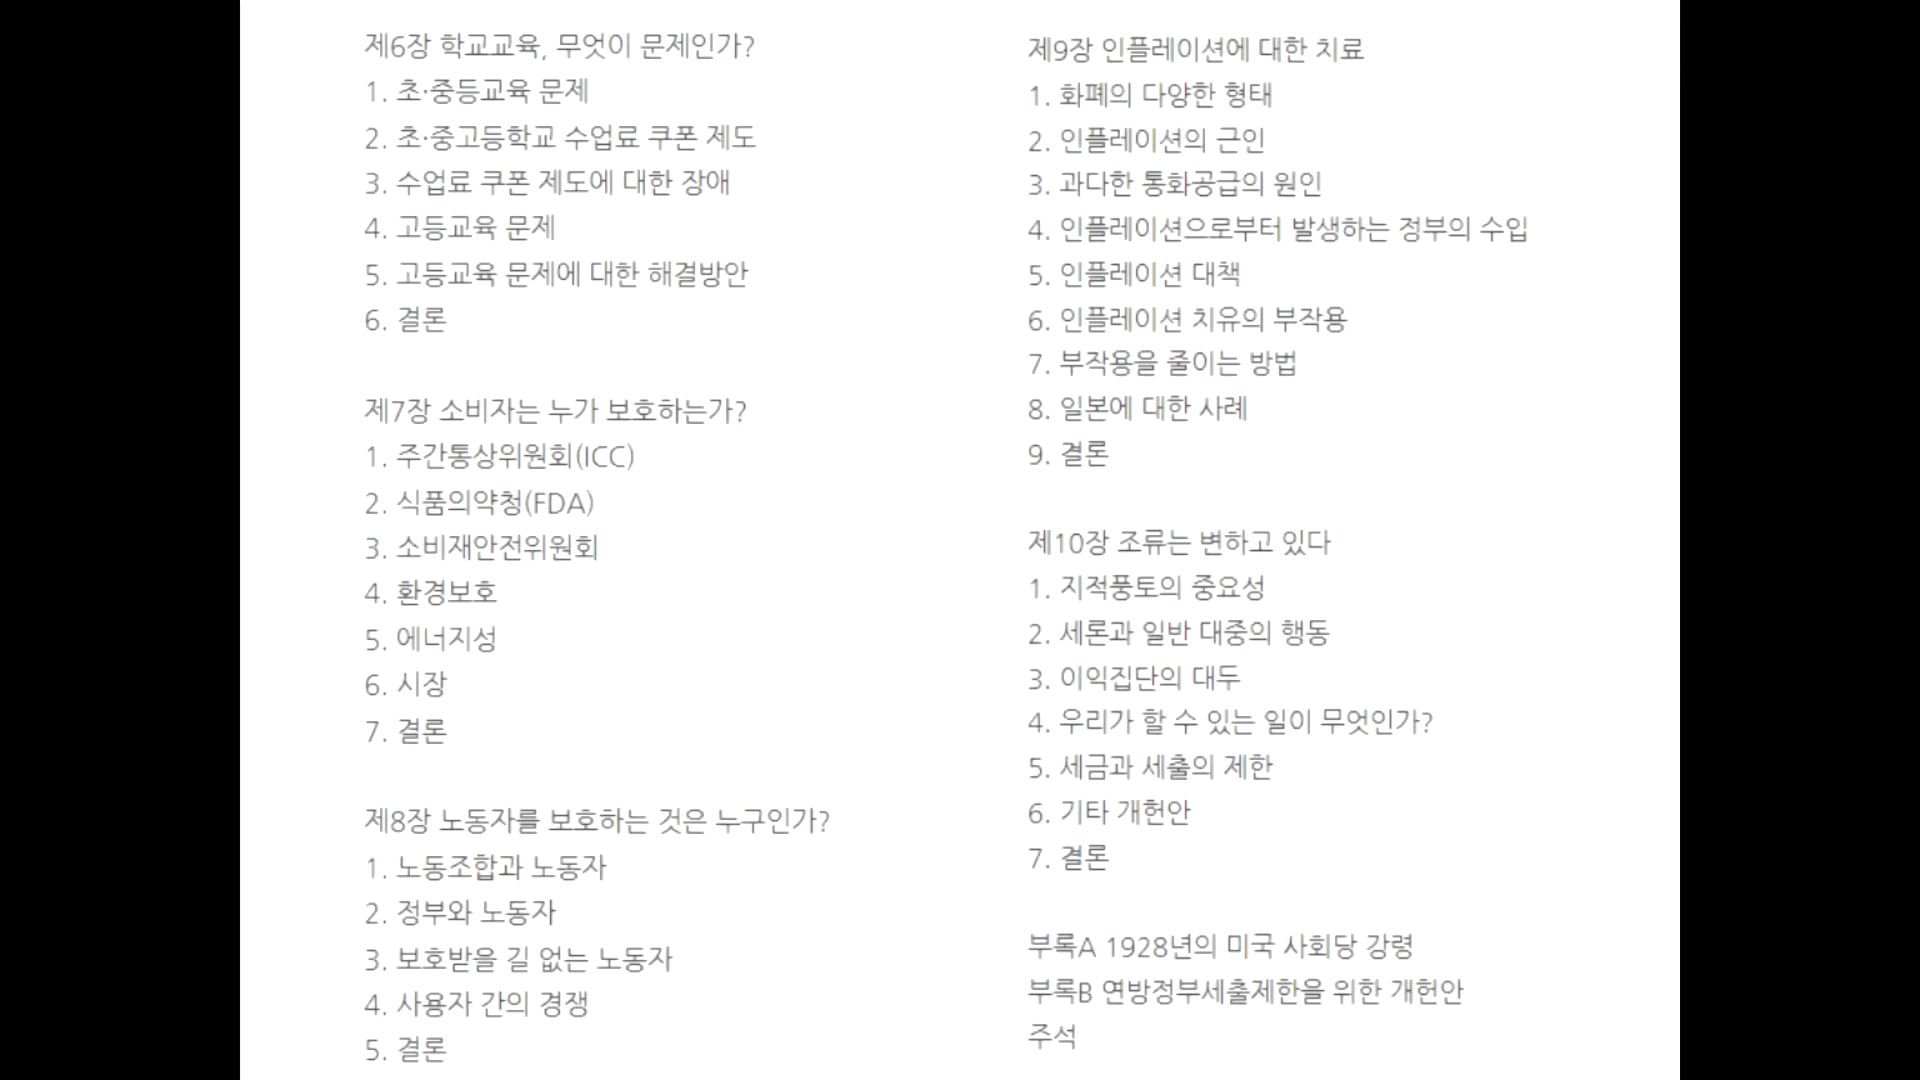 제6장 학교교육, 무엇이 문제인가?
1. 초·중등교육 문제
2. 초·중고등학교 수업료 쿠폰 제도
3. 수업료 쿠폰 제도에 대한 장애
4. 고등교육 문제
5. 고등교육 문제에 대한 해결방안
6. 결론
제7장 소비자는 누가 보호하는가?
1. 주간통상위원회(ICC)
2. 식품의약청(FDA)
3. 소비재안전위원회
4. 환경보호
5. 에너지성
6. 시장
7. 결론
제8장 노동자를 보호하는 것은 누구인가?
1. 노동조합과 노동자
2. 정부와 노동자
3. 보호받을 길 없는 노동자
4. 사용자 간의 경쟁
5. 결론
제9장 인플레이션에 대한 치료
1. 화폐의 다양한 형태
2. 인플레이션의 근인
3. 과다한 통화공급의 원인
4. 인플레이션으로부터 발생하는 정부의 수입
5. 인플레이션 대책
6. 인플레이션 치유의 부작용
7. 부작용을 줄이는 방법
8. 일본에 대한 사례
9. 결론
제10장 조류는 변하고 있다
1. 지적풍토의 중요성
2. 세론과 일반 대중의 행동
3. 이익집단의 대두
4. 우리가 할 수 있는 일이 무엇인가?
5. 세금과 세출의 제한
6. 기타 개헌안
7. 결론
부록A 1928년의 미국 사회당 강령
부록B 연방정부세출제한을 위한 개헌안
주석